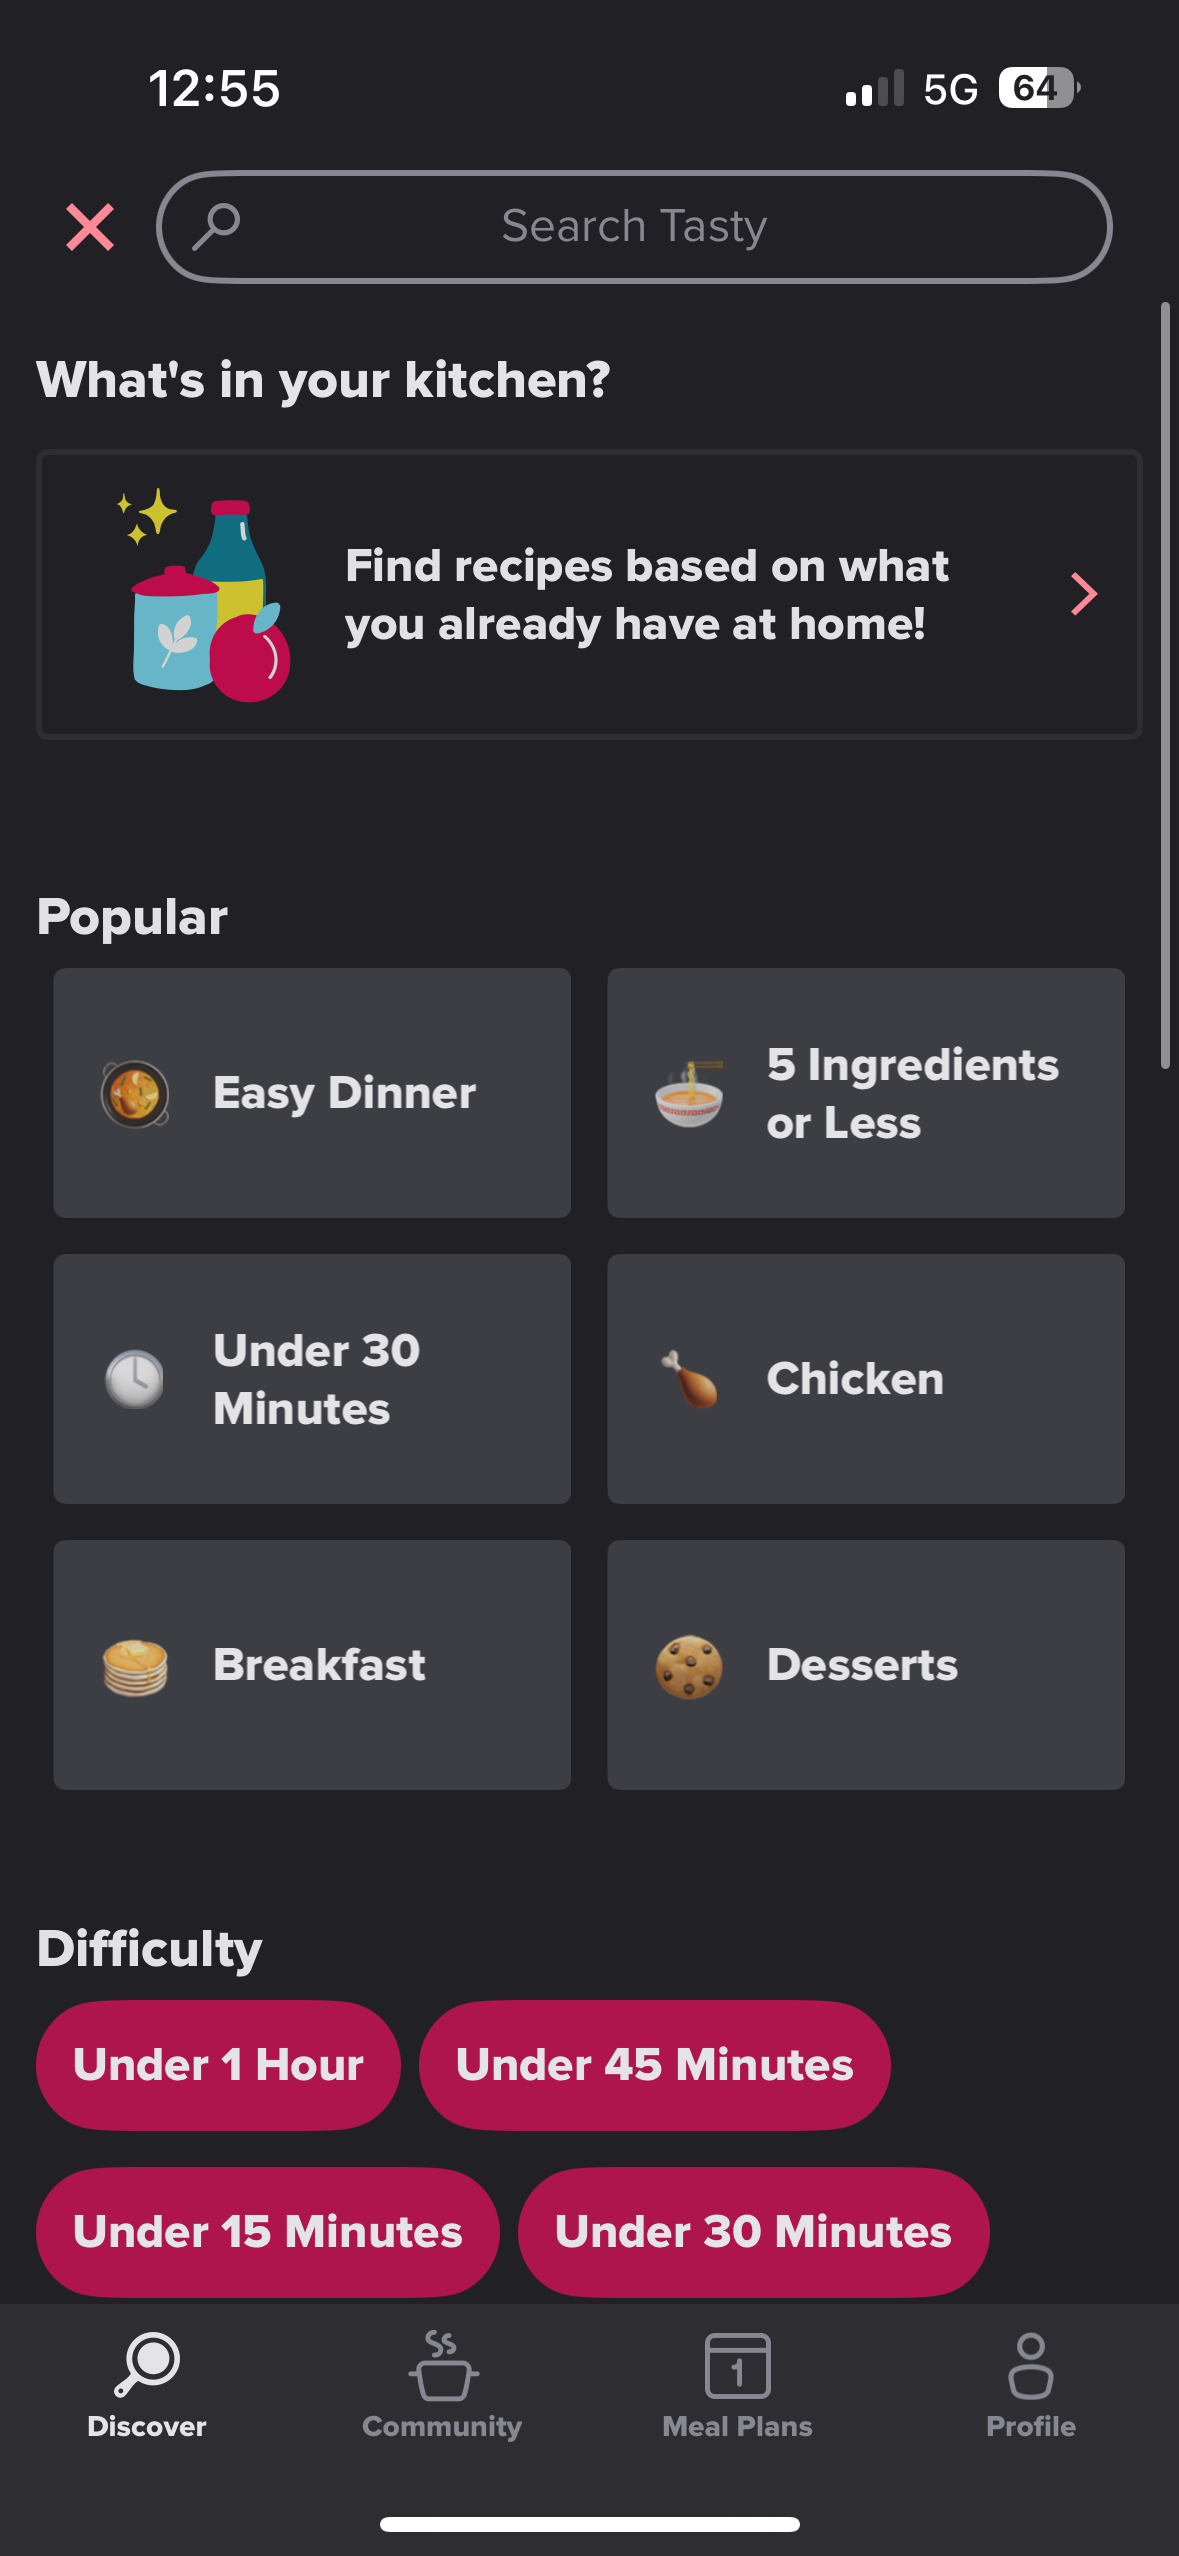 12:55
5G
64
Search Tasty
What's in your kitchen?
Find recipes based on what
you already have at home!
Popular
Easy Dinner
5 Ingredients
or Less
Under 30
Minutes
Chicken
Breakfast
Desserts
Difficulty
Under 1 Hour
Under 45 Minutes
Under 15 Minutes
Under 30 Minutes
1
Discover
Community
Meal Plans
Profile